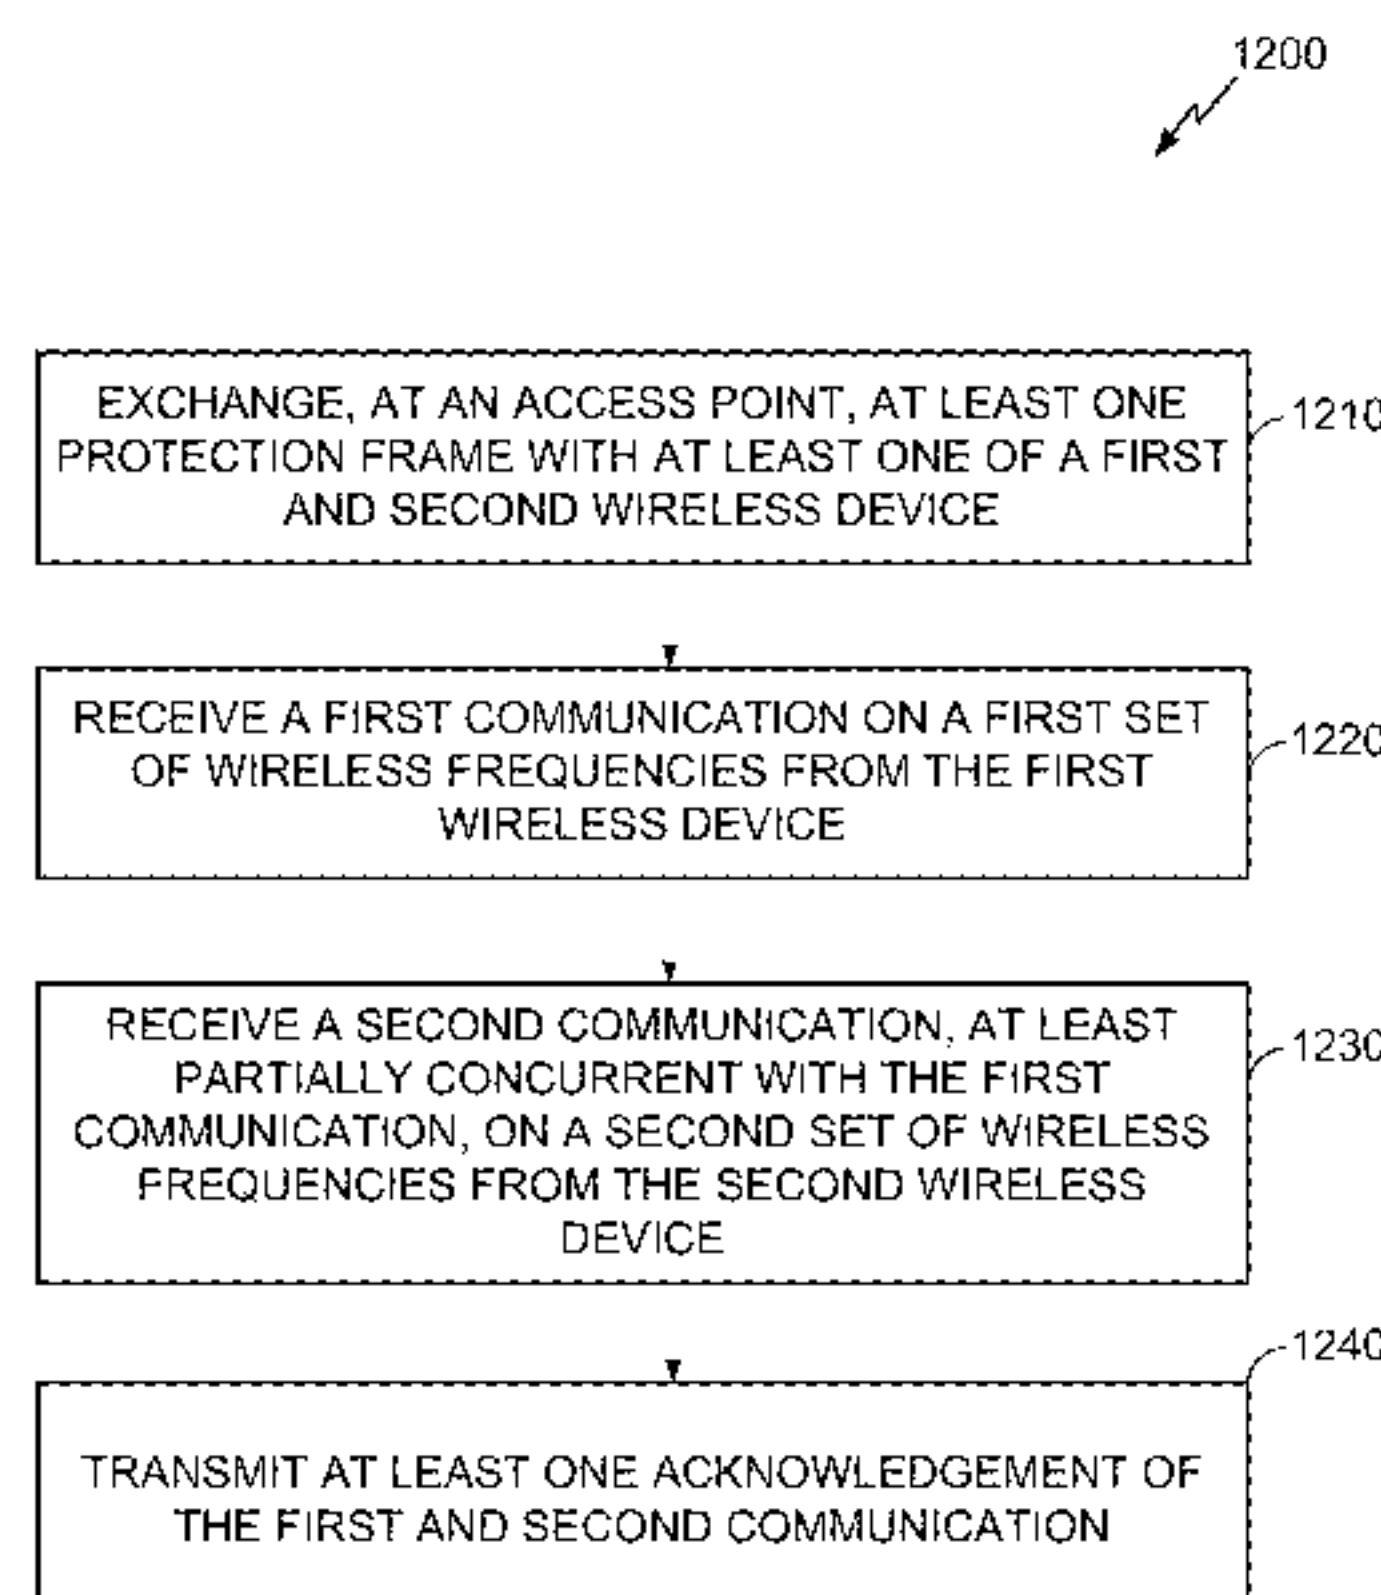 1200
EXCHANGE, AT AN ACCESS POINT, AT LEAST ONE
PROTECTION FRAME WITH AT LEAST ONE OF A FIRST
AND SECOND WIRELESS DEVICE
1210
RECEIVE A FIRST COMMUNICATION ON A FIRST SET
OF WIRELESS FREQUENCIES FROM THE FIRST
WIRELESS DEVICE
1220
RECEIVE A SECOND COMMUNICATION, AT LEAST
PARTIALLY CONCURRENT WITH THE FIRST
COMMUNICATION, ON A SECOND SET OF WIRELESS
FREQUENCIES FROM THE SECOND WIRELESS
DEVICE
1230
1240
TRANSMIT AT LEAST ONE ACKNOWLEDGEMENT OF
THE FIRST AND SECOND COMMUNICATION